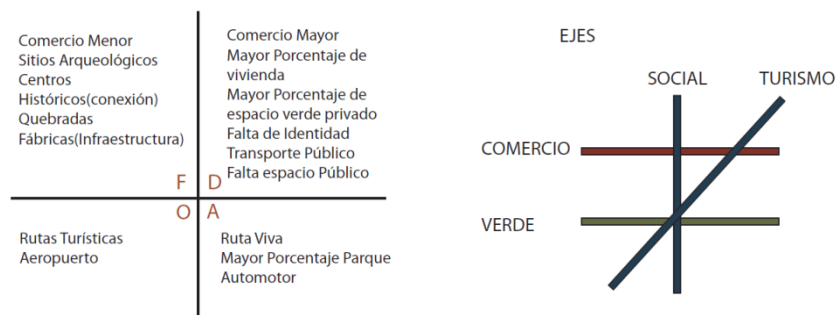 Comercio Menor
Sitios Arqueológicos
Centros
Históricos(conexión)
Quebradas
Fábricas(Infraestructura)
Comercio Mayor
Mayor Porcentaje de
vivienda
Mayor Porcentaje de
espacio verde privado
Falta de Identidad
Transporte Público
Falta espacio Público
F D
O A
Rutas Turísticas
Aeropuerto
Ruta Viva
Mayor Porcentaje Parque
Automotor
EJES
SOCIAL TURISMO
COMERCIO
VERDE